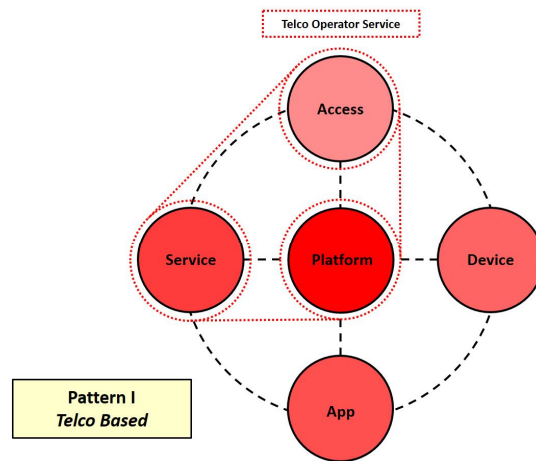 Telco Operator Service
Access
Service
Platform
Device
App
Pattern I
Telco Based